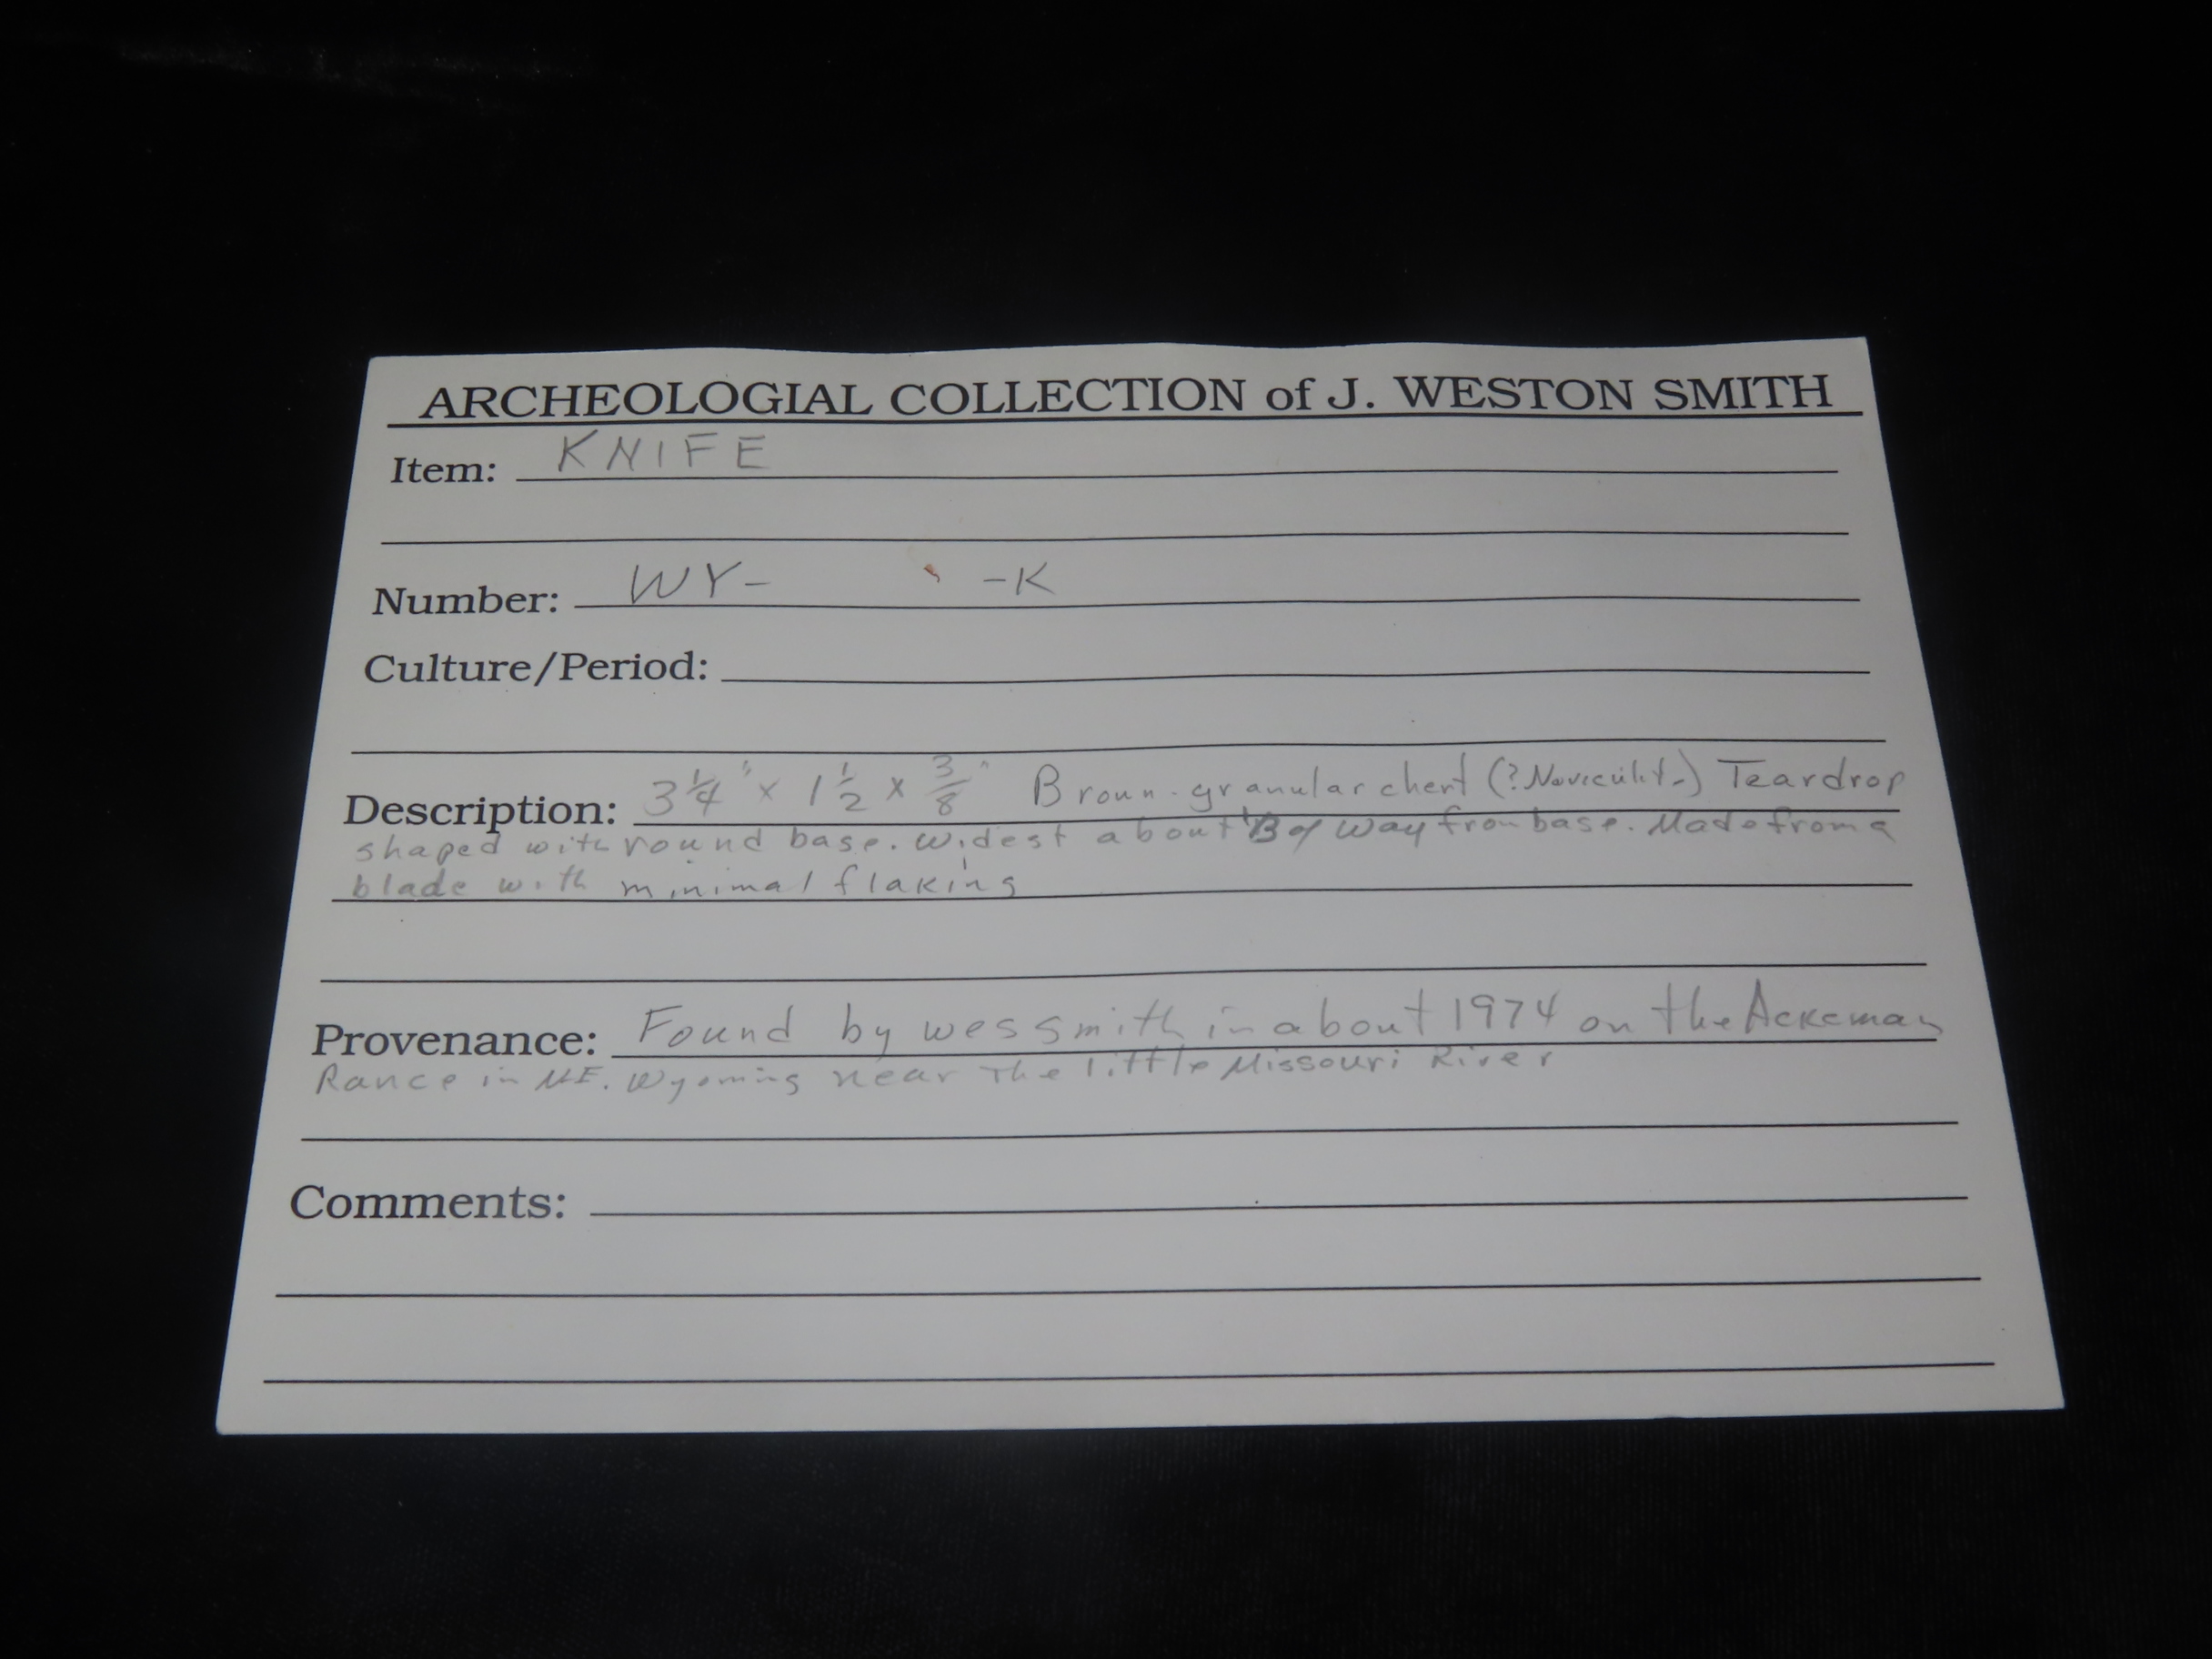 ARCHEOLOGIAL COLLECTION of J. WESTON SMITH
Item: KNIFE
Number: WY- -K
Culture/Period:
Description: 3 1/4" x 1 1/2 x 3/8" Brown granular chert Teardrop
shaped with round base. Widest about 1/3 of way from base. Made from a
blade with minimal flaking
Provenance: Found by wes smith in about 1974 on the Ackeman
Rance in NE. Wyoming near The little Missouri River
Comments: